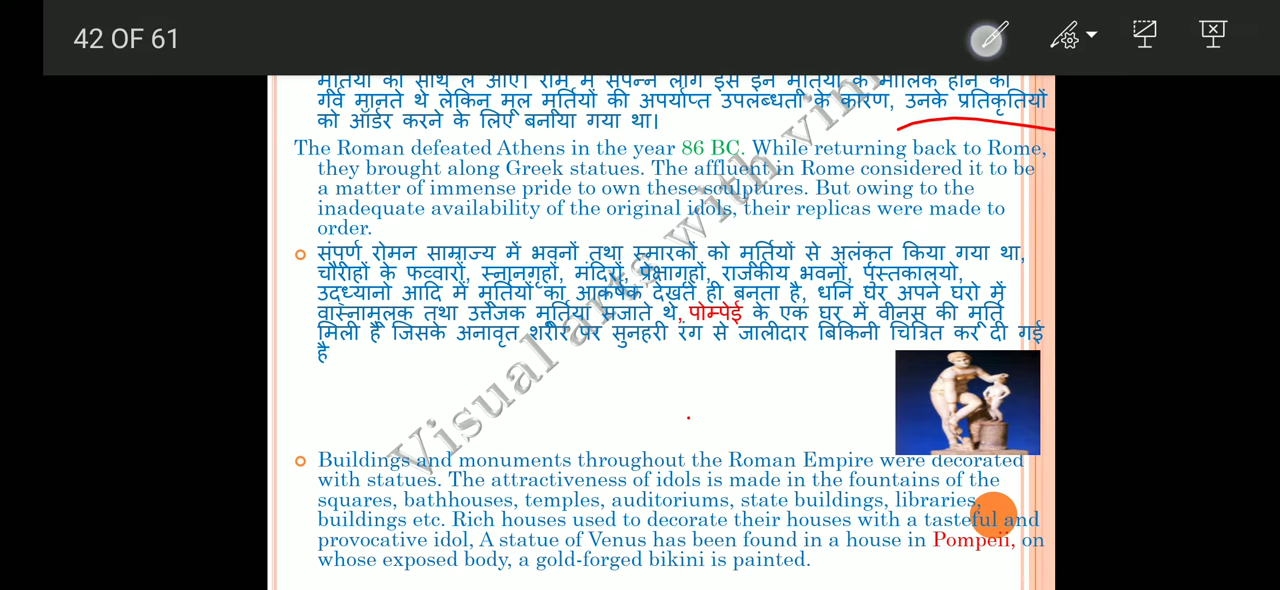 42 OF 61
मूर्तियों को साथ ले आए। रोम में संपन्न लोग इसे इन मूर्तियों के मालिक होने का
गर्व मानते थे लेकिन मूल मूर्तियों की अपर्याप्त उपलब्धता के कारण, उनके प्रतिकृतियों
को ऑर्डर करने के लिए बनाया गया था।
The Roman defeated Athens in the year 86 BC. While returning back to Rome,
they brought along Greek statues. The affluent in Rome considered it to be
a matter of immense pride to own these sculptures. But owing to the
inadequate availability of the original idols, their replicas were made to
order.
संपूर्ण रोमन साम्राज्य में भवनों तथा स्मारकों को मूर्तियों से अलंकृत किया गया था,
चौराहों के फव्वारों, स्नानगृहों, मंदिरों, प्रेक्षागृहों, राजकीय भवनों, पुस्तकालयो,
उद्ध्यानो आदि में मूर्तियों का आकर्षक देखते ही बनता है, धनि घर अपने घरो में
वास्नामूलक तथा उत्तेजक मूर्तियां सजाते थे, पोम्पेई के एक घर में वीनस की मूर्ति
मिली है जिसके अनावृत शरीर पर सुनहरी रंग से जालीदार बिकिनी चित्रित कर दी गई
है
Buildings and monuments throughout the Roman Empire were decorated
with statues. The attractiveness of idols is made in the fountains of the
squares, bathhouses, temples, auditoriums, state buildings, libraries,
buildings etc. Rich houses used to decorate their houses with a tasteful and
provocative idol, A statue of Venus has been found in a house in Pompeii, on
whose exposed body, a gold-forged bikini is painted.
Visual arts with vim